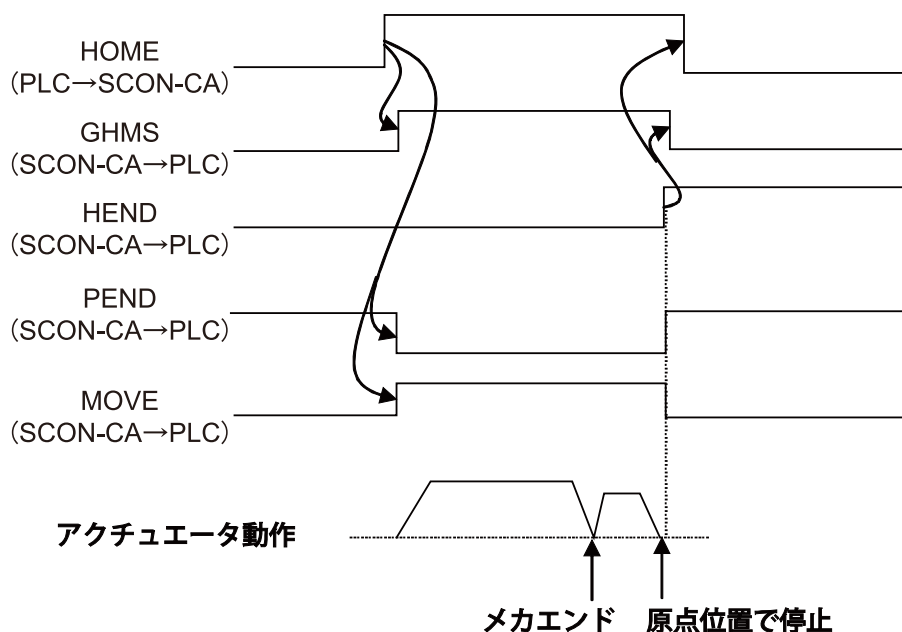 HOME
(PLC→SCON-CA)
GHMS
(SCON-CA→PLC)
HEND
(SCON-CA→PLC)
PEND
(SCON-CA→PLC)
MOVE
(SCON-CA→PLC)
アクチュエータ動作
メカエンド
原点位置で停止